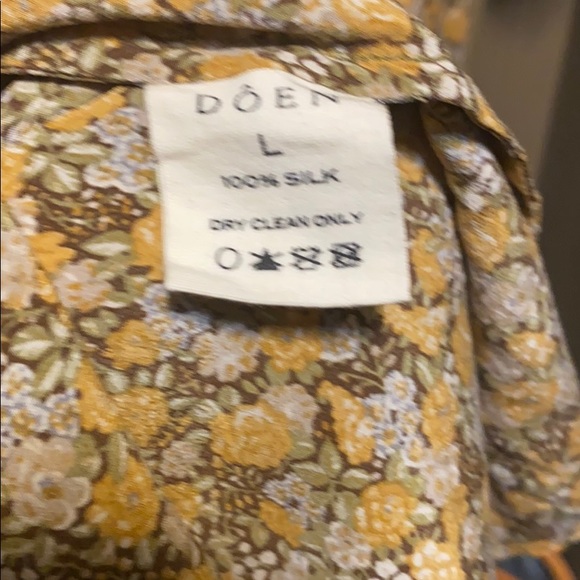 DÔEN
L
100% SILK
DRY CLEAN ONLY